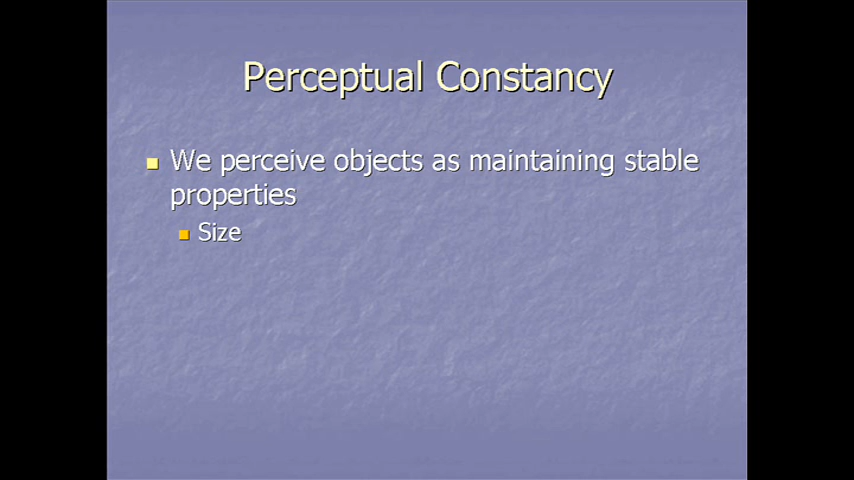 Perceptual Constancy
We perceive objects as maintaining stable
properties
Size